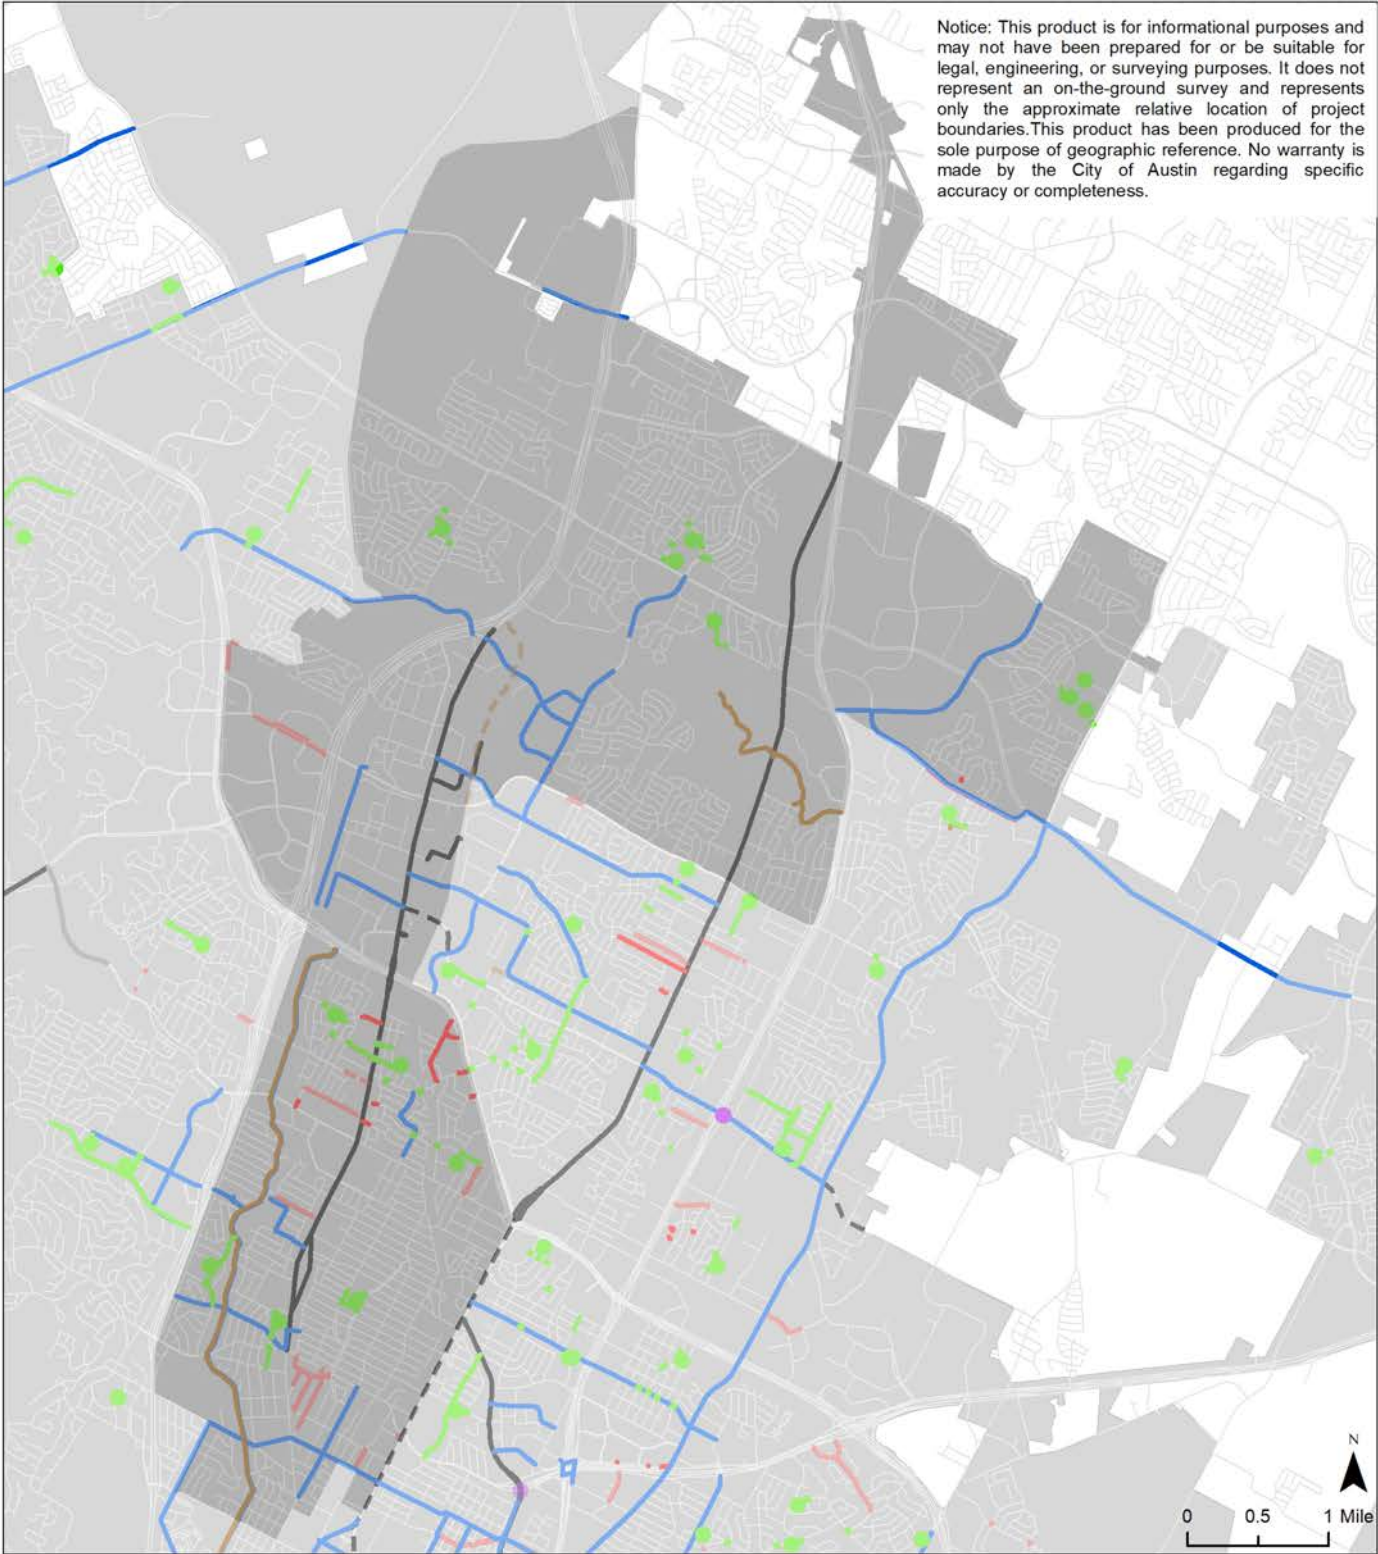 Notice: This product is for informational purposes and
may not have been prepared for or be suitable for
legal, engineering, or surveying purposes. It does not
represent an on-the-ground survey and represents
only the approximate relative location of project
boundaries.This product has been produced for the
sole purpose of geographic reference. No warranty is
made by the City of Austin regarding specific
accuracy or completeness.
N
0 0.5 1 Mile